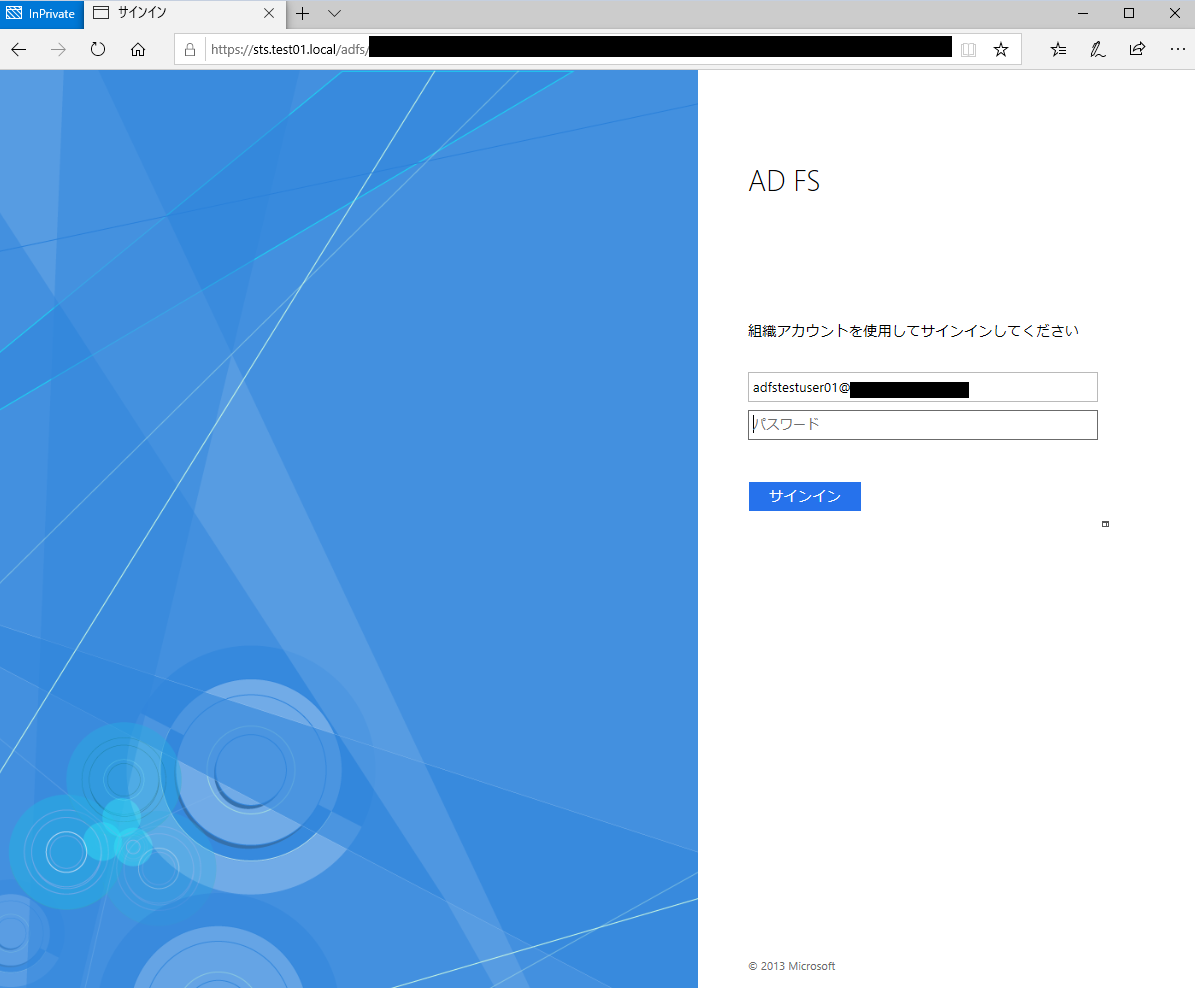 InPrivate
サインイン
https://sts.test01.local/adfs/
AD FS
組織アカウントを使用してサインインしてください
adfstestuser01@
パスワード
サインイン
© 2013 Microsoft